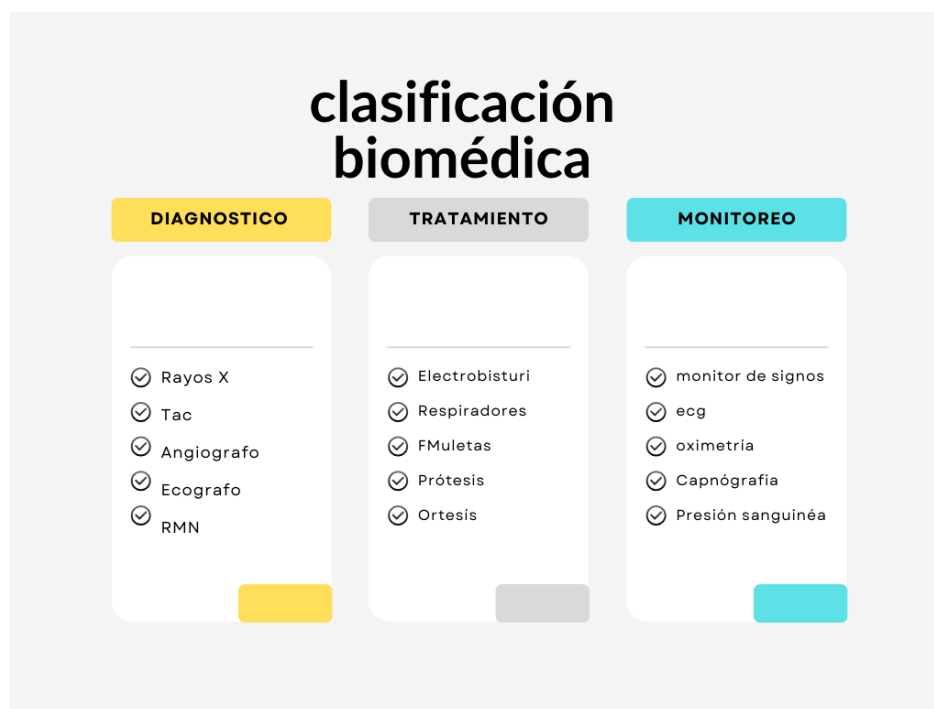 clasificación
biomédica
DIAGNOSTICO
Rayos X
Tac
Angiografo
Ecografo
RMN
TRATAMIENTO
Electrobisturi
Respiradores
FMuletas
Prótesis
Ortesís
MONITOREO
monitor de signos
ecg
oximetría
Capnógrafia
Presión sanguinéa